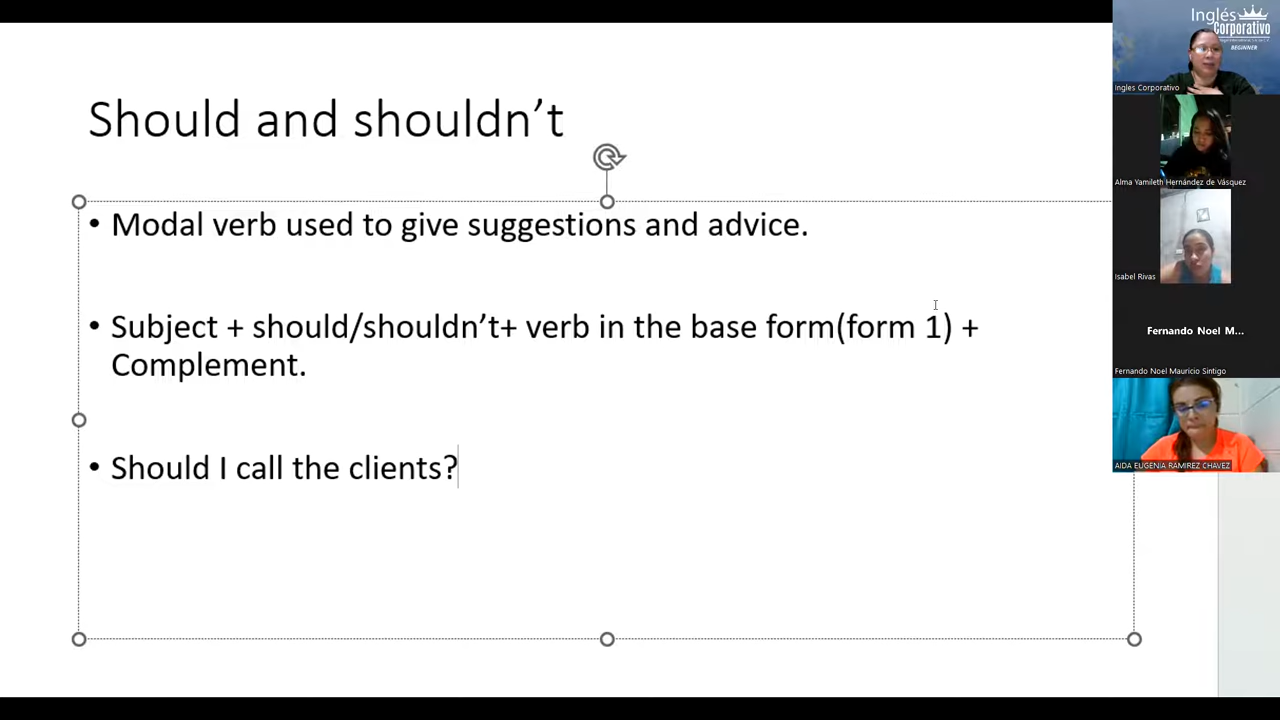 Should and shouldn't
• Modal verb used to give suggestions and advice.
• Subject + should/shouldn't+ verb in the base form(form 1) +
Complement.
• Should I call the clients?
Inglés
Corporativo
BEGINNER
Ingles Corporativo
Alma Yamileth Hernández de Vásquez
Isabel Rivas
Fernando Noel M...
Fernando Noel Mauricio Sintigo
AIDA EUGENIA RAMIREZ CHAVEZ